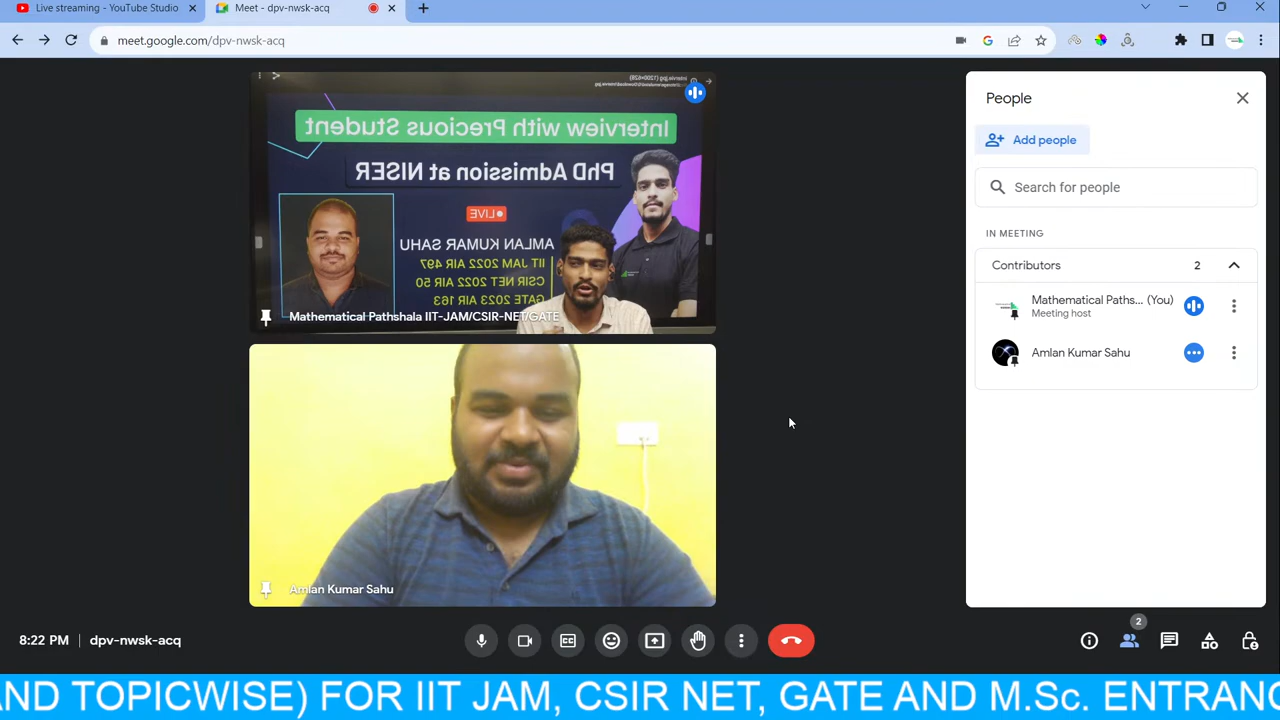 Live streaming - YouTube Studio
Meet - dpv-nwsk-acq
meet.google.com/dpv-nwsk-acq
Interview with Precious Student
PhD Admission at NISER
LIVE
AMLAN KUMAR SAHU
IIT JAM 2022 AIR 497
CSIR NET 2022 AIR 50
GATE 2023 AIR 163
Mathematical Pathshala IIT-JAM/CSIR-NET/GATE
Amlan Kumar Sahu
People
Add people
Search for people
IN MEETING
Contributors 2
Mathematical Paths... (You)
Meeting host
Amlan Kumar Sahu
8:22 PM | dpv-nwsk-acq
2
AND TOPICWISE) FOR IIT JAM, CSIR NET, GATE AND M.Sc. ENTRANC